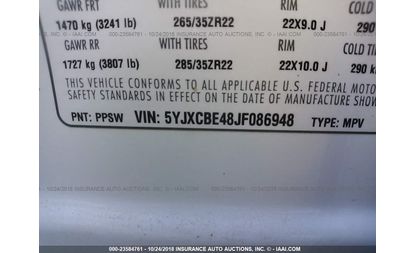 GAWR FRT WITH TIRES RIM COLD
1470 kg (3241 lb) 265/35ZR22 22X9.0 J 290
GAWR RR WITH TIRES RIM COLD TI
1727 kg (3807 lb) 285/35ZR22 22X10.0 J 290 k
THIS VEHICLE CONFORMS TO ALL APPLICABLE U.S. FEDERAL MOTOR
SAFETY STANDARDS IN EFFECT ON THE DATE OF MANUFACTURE SHOW
PNT: PPSW VIN: 5YJXCBE48JF086948 TYPE: MPV
000-23584761 - 10/24/2018 INSURANCE AUTO AUCTIONS, INC.